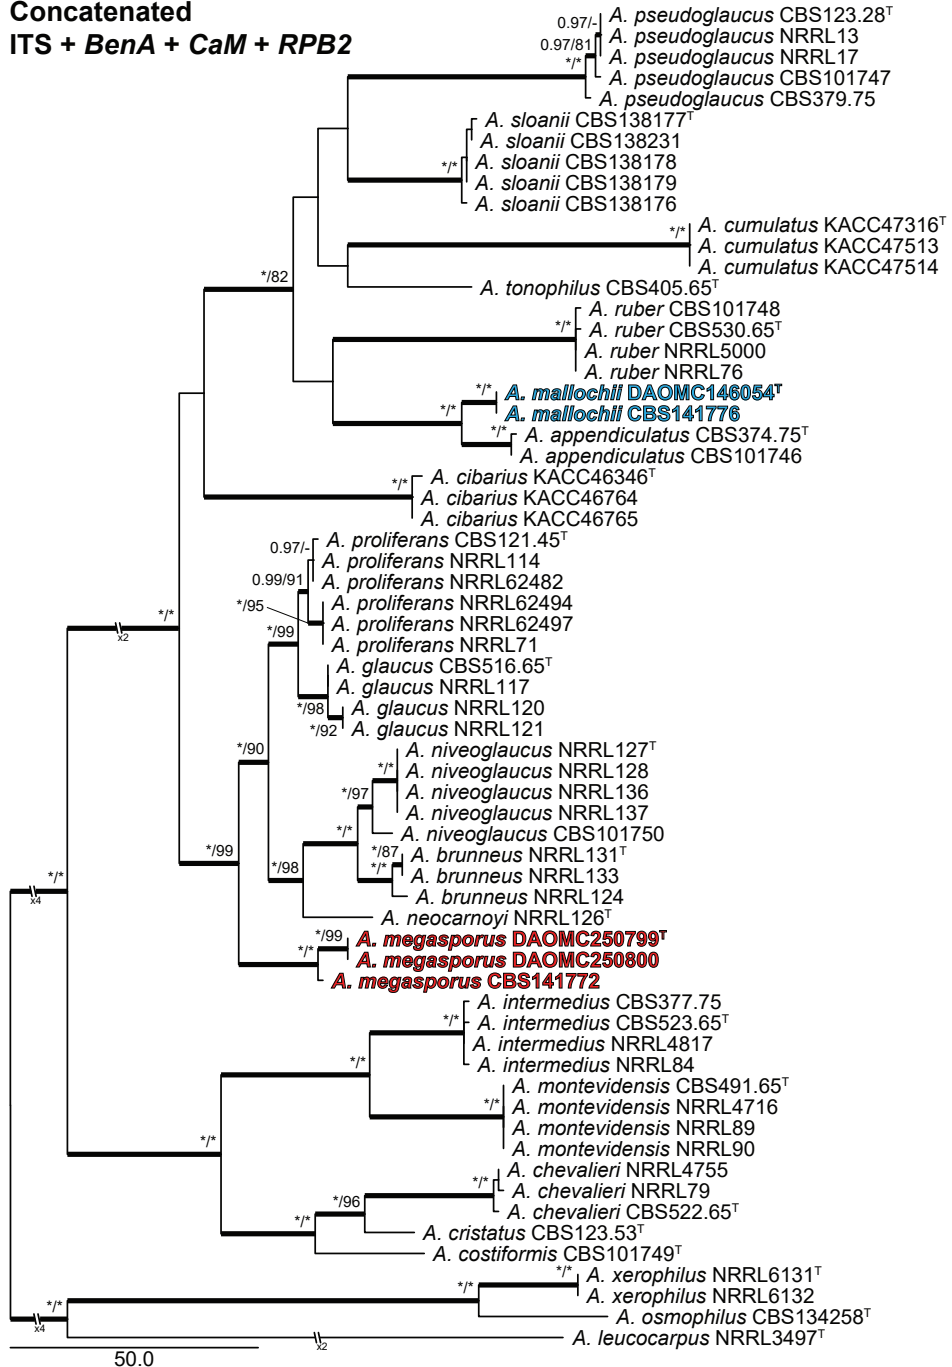 Concatenated
ITS + BenA + CaM + RPB2
0.97/-
A. pseudoglaucus CBS123.28ᵀ
A. pseudoglaucus NRRL13
0.97/81
A. pseudoglaucus NRRL17
*/*
A. pseudoglaucus CBS101747
A. pseudoglaucus CBS379.75
A. sloanii CBS138177ᵀ
A. sloanii CBS138231
*/*
A. sloanii CBS138178
A. sloanii CBS138179
A. sloanii CBS138176
A. cumulatus KACC47316ᵀ
*/*
A. cumulatus KACC47513
A. cumulatus KACC47514
*/82
A. tonophilus CBS405.65ᵀ
A. ruber CBS101748
*/*
A. ruber CBS530.65ᵀ
A. ruber NRRL5000
A. ruber NRRL76
*/*
A. mallochii DAOMC146054ᵀ
*/*
A. mallochii CBS141776
*/*
A. appendiculatus CBS374.75ᵀ
A. appendiculatus CBS101746
A. cibarius KACC46346ᵀ
*/*
A. cibarius KACC46764
A. cibarius KACC46765
A. proliferans CBS121.45ᵀ
0.97/-
A. proliferans NRRL114
0.99/91
A. proliferans NRRL62482
*/95
A. proliferans NRRL62494
A. proliferans NRRL62497
*/*
x2
*/99
A. proliferans NRRL71
A. glaucus CBS516.65ᵀ
A. glaucus NRRL117
*/98
A. glaucus NRRL120
*/92
A. glaucus NRRL121
*/90
A. niveoglaucus NRRL127ᵀ
*/*
A. niveoglaucus NRRL128
*/97
A. niveoglaucus NRRL136
A. niveoglaucus NRRL137
*/*
A. niveoglaucus CBS101750
*/99
*/87
A. brunneus NRRL131ᵀ
*/98
*/*
A. brunneus NRRL133
*/*
x4
A. brunneus NRRL124
A. neocarnoyi NRRL126ᵀ
*/99
A. megasporus DAOMC250799ᵀ
*/*
A. megasporus DAOMC250800
A. megasporus CBS141772
A. intermedius CBS377.75
*/*
A. intermedius CBS523.65ᵀ
A. intermedius NRRL4817
*/*
A. intermedius NRRL84
A. montevidensis CBS491.65ᵀ
*/*
A. montevidensis NRRL4716
A. montevidensis NRRL89
*/*
A. montevidensis NRRL90
A. chevalieri NRRL4755
*/*
A. chevalieri NRRL79
*/96
A. chevalieri CBS522.65ᵀ
*/*
A. cristatus CBS123.53ᵀ
A. costiformis CBS101749ᵀ
*/*
A. xerophilus NRRL6131ᵀ
*/*
A. xerophilus NRRL6132
*/*
x4
A. osmophilus CBS134258ᵀ
x2
A. leucocarpus NRRL3497ᵀ
50.0